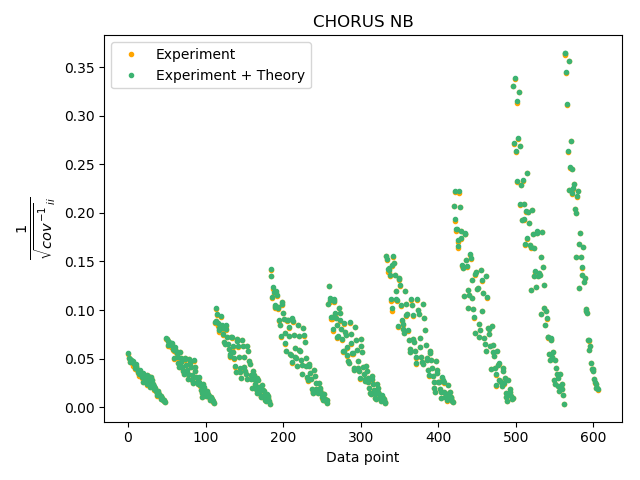 CHORUS NB
Experiment
Experiment + Theory
0.35
0.30
0.25
0.20
0.15
0.10
0.05
0.00
1
√cov⁻¹ᵢᵢ
0 100 200 300 400 500 600
Data point